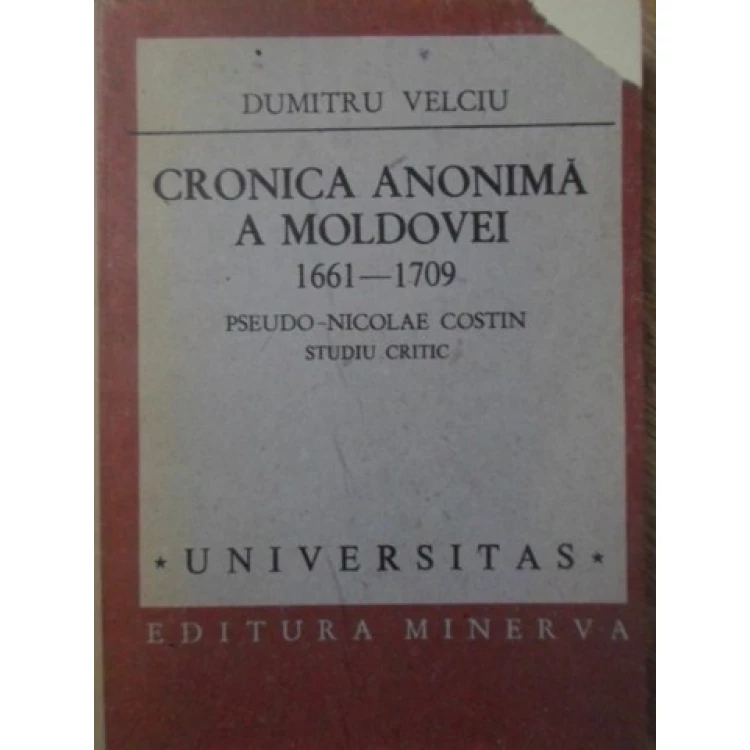 DUMITRU VELCIU
CRONICA ANONIMĂ
A MOLDOVEI
1661—1709
PSEUDO-NICOLAE COSTIN
STUDIU CRITIC
* UNIVERSITAS *
EDITURA MINERVA